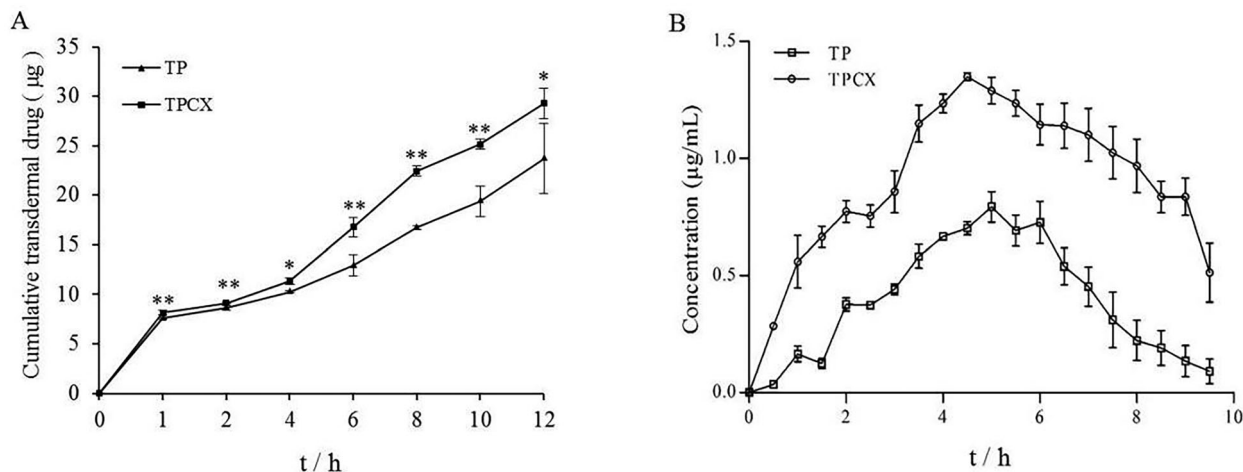 A
Cumulative transdermal drug ( μg )
35
30
25
20
15
10
5
0
TP
TPCX
**
**
*
**
**
**
*
0 1 2 4 6 8 10 12
t / h
B
Concentration (μg/mL)
1.5
1.0
0.5
0.0
TP
TPCX
0 2 4 6 8 10
t / h